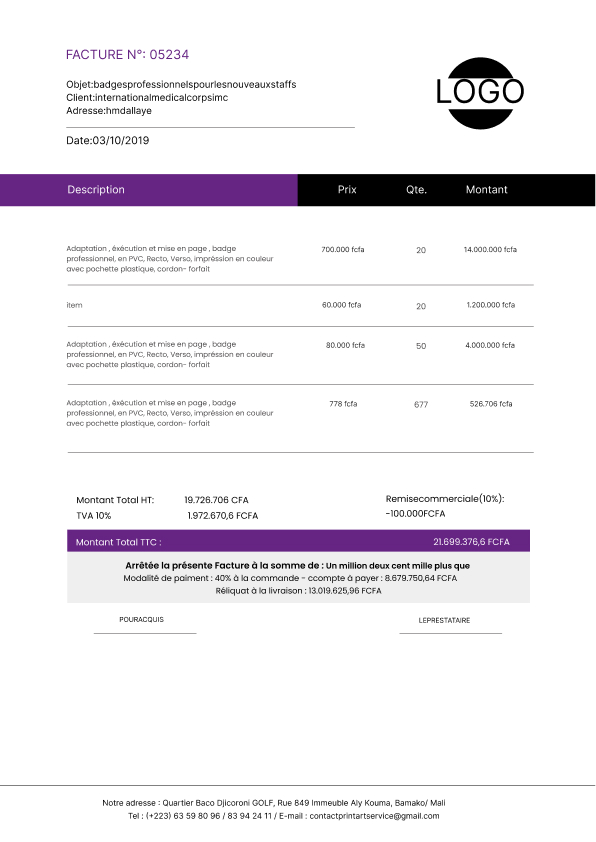 FACTURE N°: 05234
LOGO
Objet:badgesprofessionnelspourlesnouveauxstaffs
Client:internationalmedicalcorpsimc
Adresse:hmdallaye
Date:03/10/2019
Description Prix Qte. Montant
Adaptation , éxécution et mise en page , badge
professionnel, en PVC, Recto, Verso, impréssion en couleur
avec pochette plastique, cordon- forfait
700.000 fcfa 20 14.000.000 fcfa
item 60.000 fcfa 20 1.200.000 fcfa
Adaptation , éxécution et mise en page , badge
professionnel, en PVC, Recto, Verso, impréssion en couleur
avec pochette plastique, cordon- forfait
80.000 fcfa 50 4.000.000 fcfa
Adaptation , éxécution et mise en page , badge
professionnel, en PVC, Recto, Verso, impréssion en couleur
avec pochette plastique, cordon- forfait
778 fcfa 677 526.706 fcfa
Montant Total HT: 19.726.706 CFA
TVA 10% 1.972.670,6 FCFA
Remisecommerciale(10%):
-100.000FCFA
Montant Total TTC : 21.699.376,6 FCFA
Arrêtée la présente Facture à la somme de : Un million deux cent mille plus que
Modalité de paiment : 40% à la commande - ccompte à payer : 8.679.750,64 FCFA
Réliquat à la livraison : 13.019.625,96 FCFA
POURACQUIS LEPRESTATAIRE
Notre adresse : Quartier Baco Djicoroni GOLF, Rue 849 Immeuble Aly Kouma, Bamako/ Mali
Tel : (+223) 63 59 80 96 / 83 94 24 11 / E-mail : contactprintartservice@gmail.com